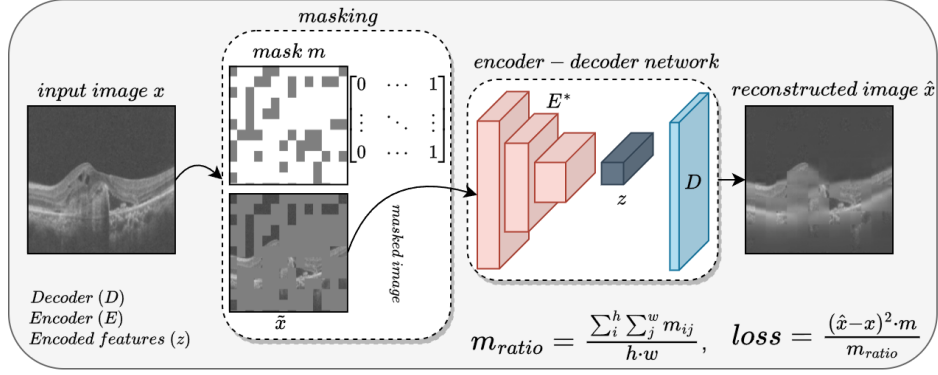 masking
mask m
input image x
[0 ⋯ 1
⋮ ⋱ ⋮
0 ⋯ 1]
x̃
masked image
encoder – decoder network
E*
z
D
reconstructed image x̂
Decoder (D)
Encoder (E)
Encoded features (z)
m_ratio = ∑_i^h ∑_j^w m_ij / h·w , loss = (x̂−x)²·m / m_ratio